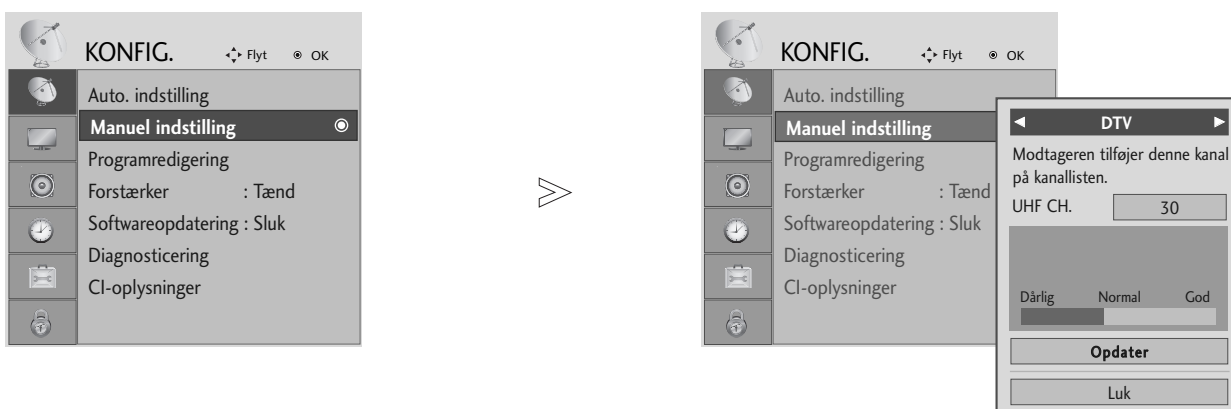 KONFIG. Flyt OK
Auto. indstilling
Manuel indstilling
Programredigering
Forstærker : Tænd
Softwareopdatering : Sluk
Diagnosticering
CI-oplysninger
KONFIG. Flyt OK
Auto. indstilling
Manuel indstilling
Programredigering
Forstærker : Tænd
Softwareopdatering : Sluk
Diagnosticering
CI-oplysninger
DTV
Modtageren tilføjer denne kanal
på kanallisten.
UHF CH. 30
Dårlig Normal God
Opdater
Luk